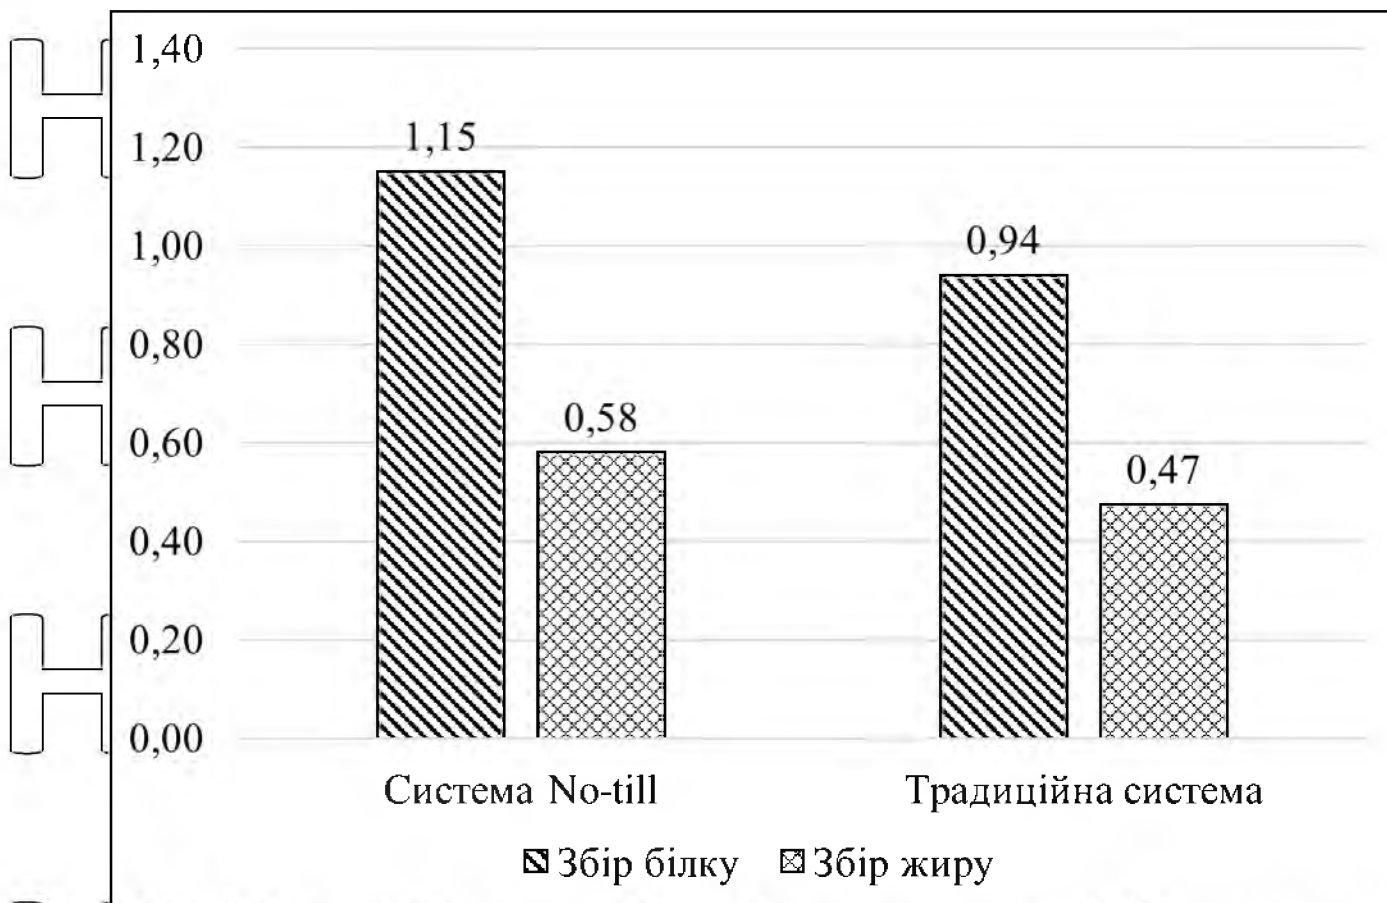 1,40
1,20
1,00
0,80
0,60
0,40
0,20
0,00
1,15
0,58
0,94
0,47
Система No-till
Традиційна система
Збір білку
Збір жиру
Н
Н
Н